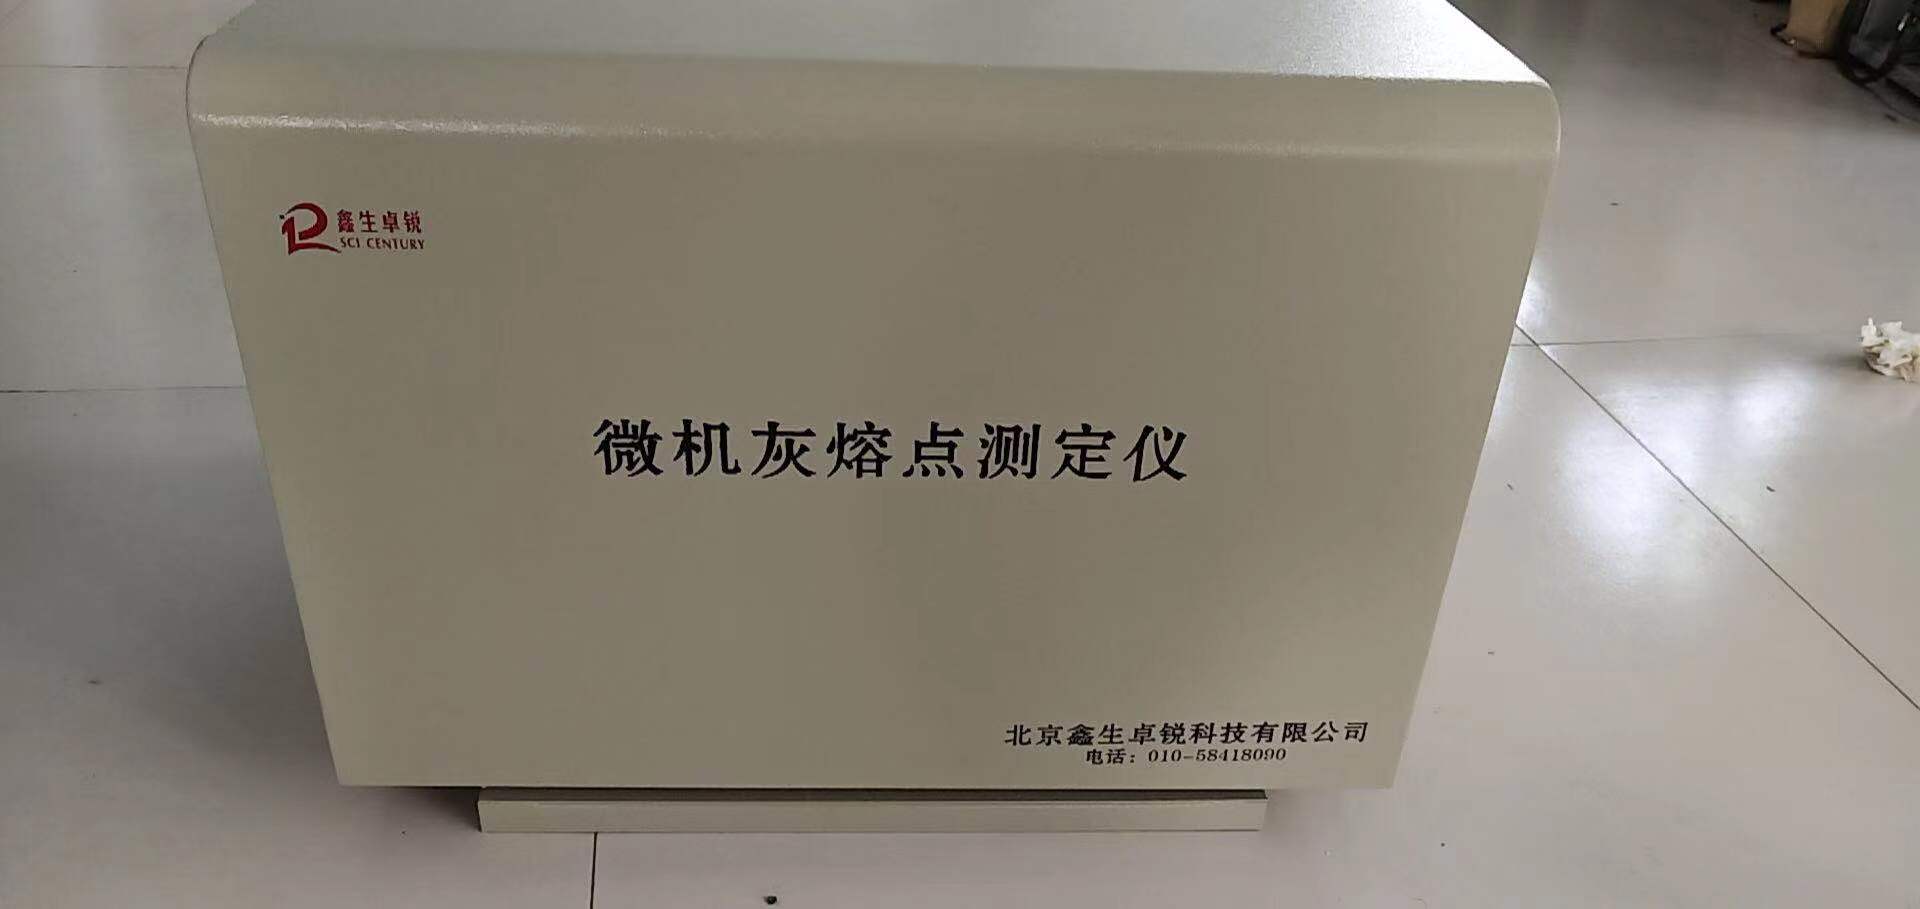 鑫生卓锐
SCI CENTURY
微机灰熔点测定仪
北京鑫生卓锐科技有限公司
电话：010-58418090